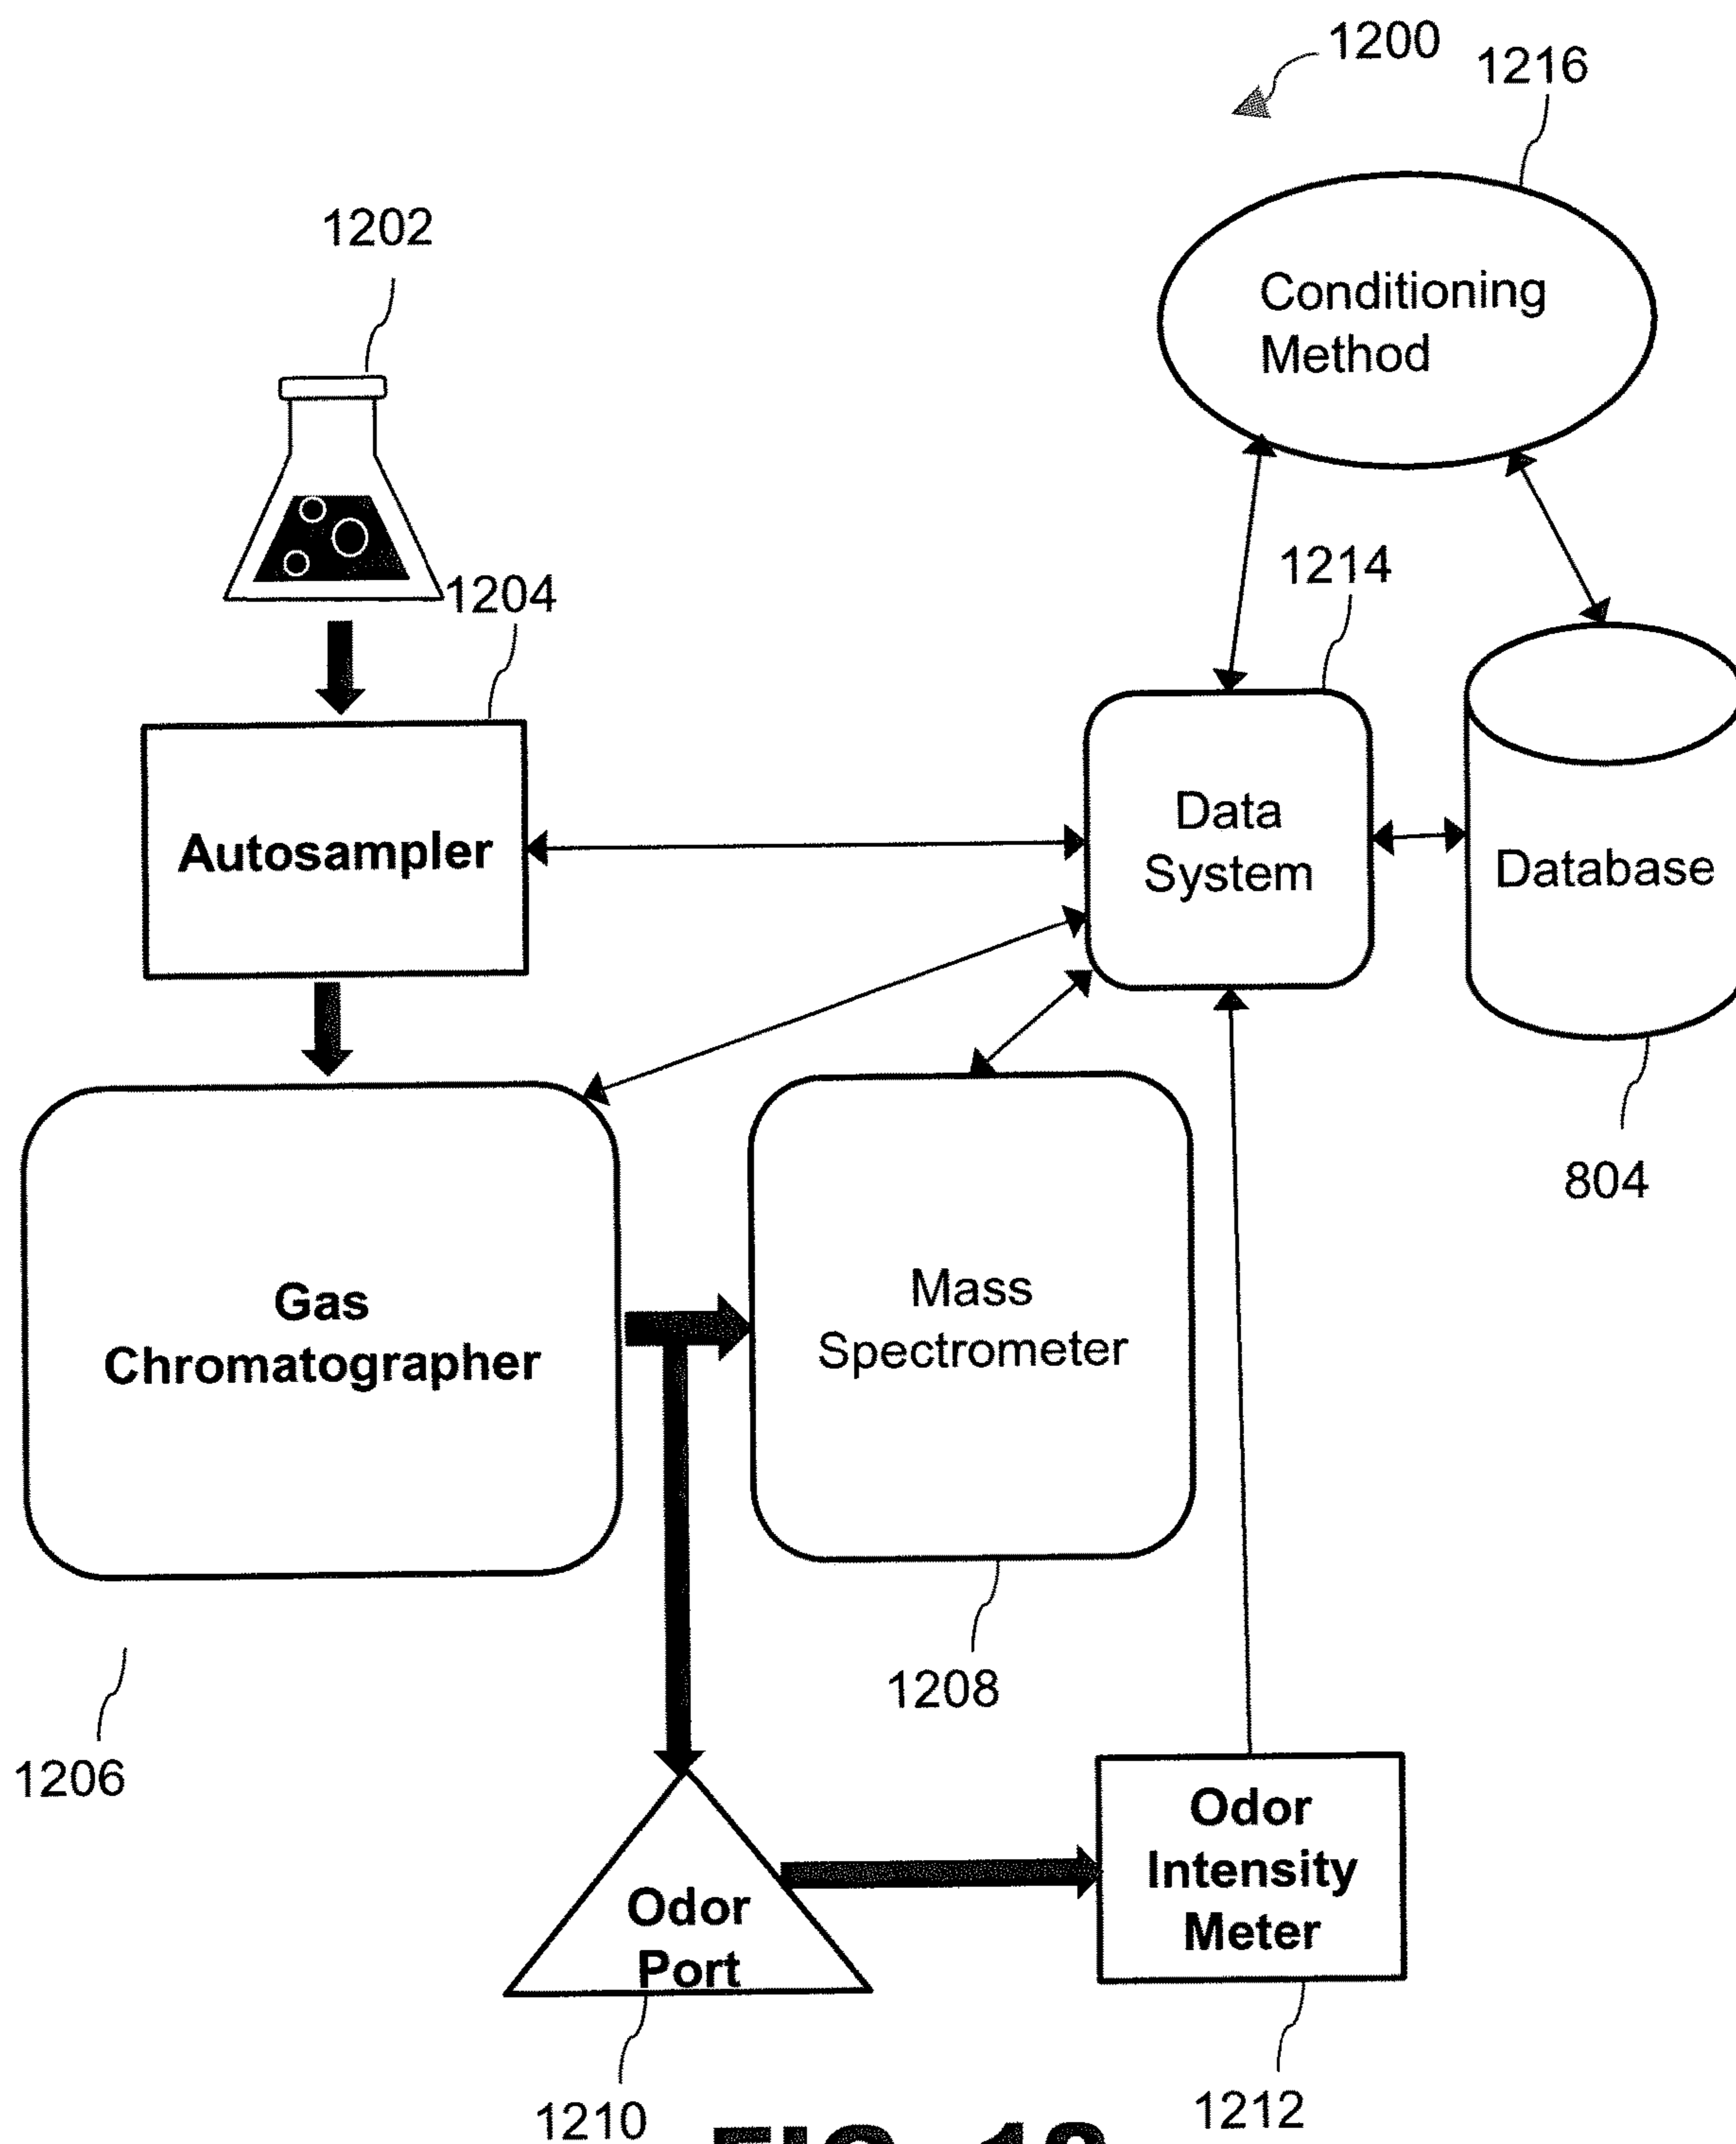 1200
1216
1202
Conditioning
Method
1214
1204
Data
System
Autosampler
Database
804
Gas
Chromatographer
Mass
Spectrometer
1208
1206
Odor
Port
Odor
Intensity
Meter
1210
1212